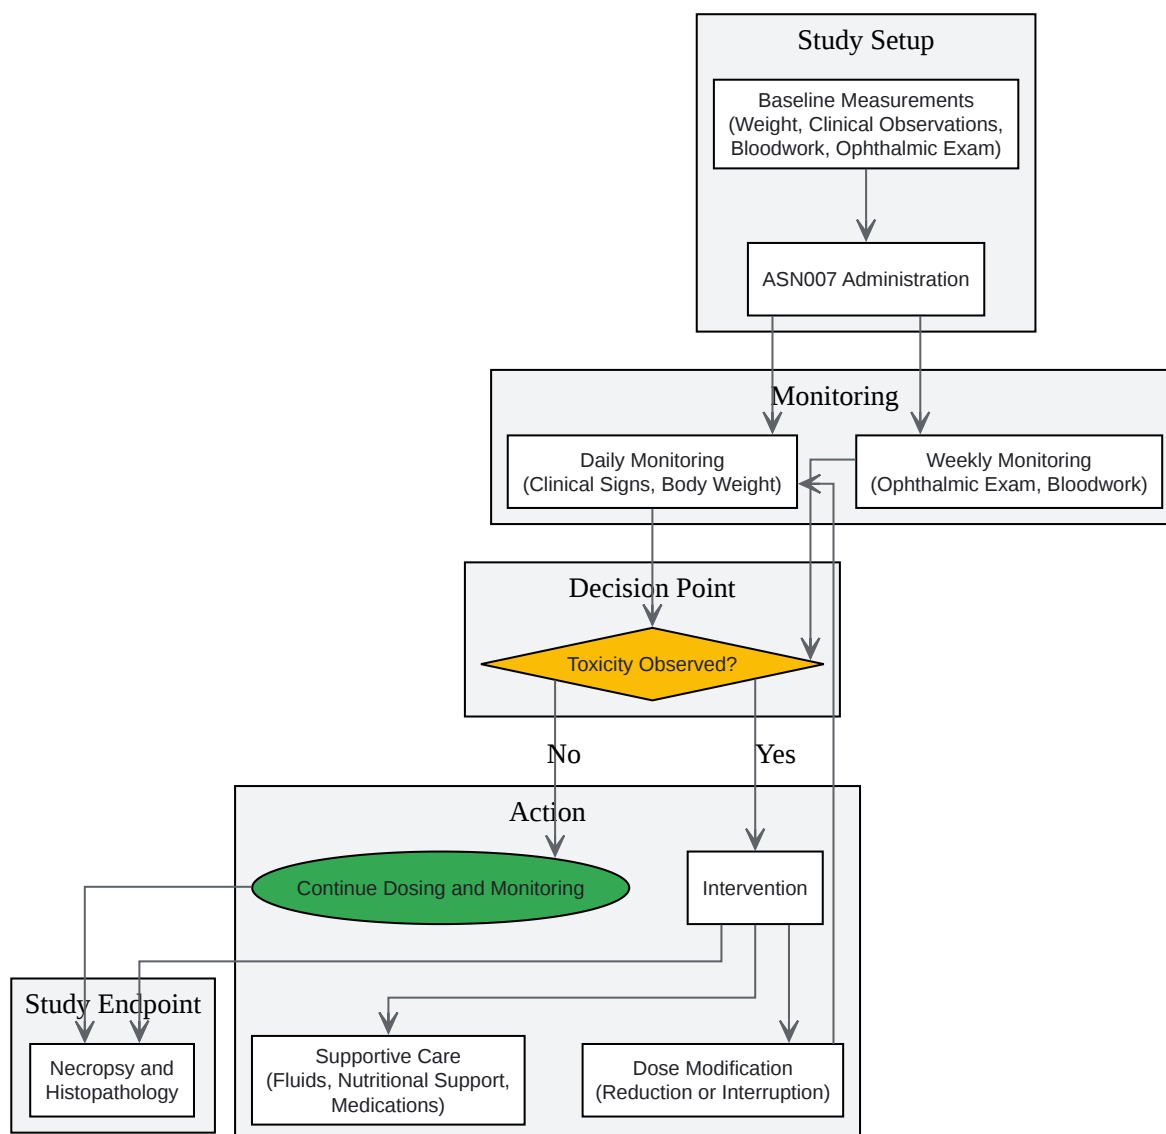 Study Setup
Baseline Measurements
(Weight, Clinical Observations,
Bloodwork, Ophthalmic Exam)
ASN007 Administration
Monitoring
Daily Monitoring
(Clinical Signs, Body Weight)
Weekly Monitoring
(Ophthalmic Exam, Bloodwork)
Decision Point
Toxicity Observed?
No
Yes
Action
Continue Dosing and Monitoring
Intervention
Study Endpoint
Necropsy and
Histopathology
Supportive Care
(Fluids, Nutritional Support,
Medications)
Dose Modification
(Reduction or Interruption)